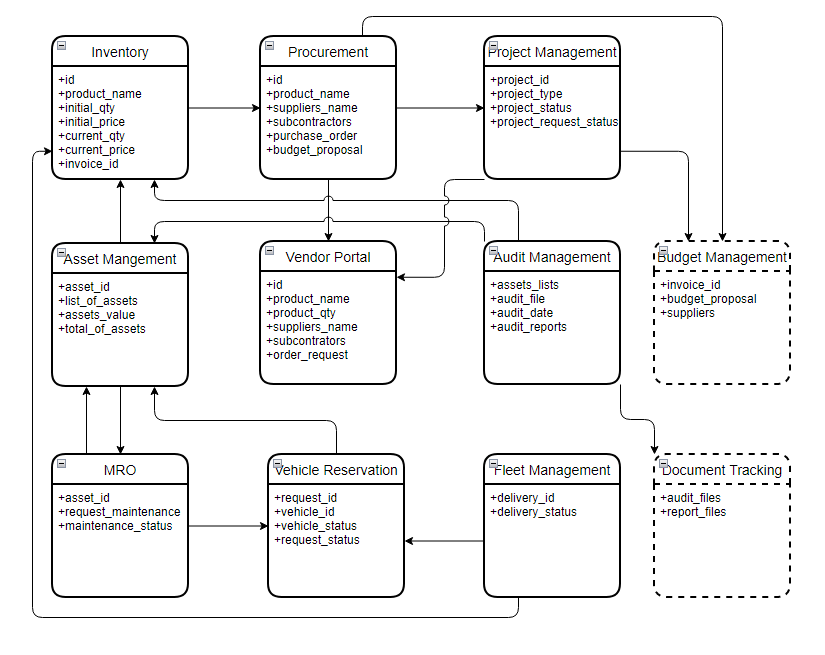 Inventory
+id
+product_name
+initial_qty
+initial_price
+current_qty
+current_price
+invoice_id
Procurement
+id
+product_name
+suppliers_name
+subcontractors
+purchase_order
+budget_proposal
Project Management
+project_id
+project_type
+project_status
+project_request_status
Asset Mangement
+asset_id
+list_of_assets
+assets_value
+total_of_assets
Vendor Portal
+id
+product_name
+product_qty
+suppliers_name
+subcontrators
+order_request
Audit Management
+assets_lists
+audit_file
+audit_date
+audit_reports
Budget Management
+invoice_id
+budget_proposal
+suppliers
MRO
+asset_id
+request_maintenance
+maintenance_status
Vehicle Reservation
+request_id
+vehicle_id
+vehicle_status
+request_status
Fleet Management
+delivery_id
+delivery_status
Document Tracking
+audit_files
+report_files